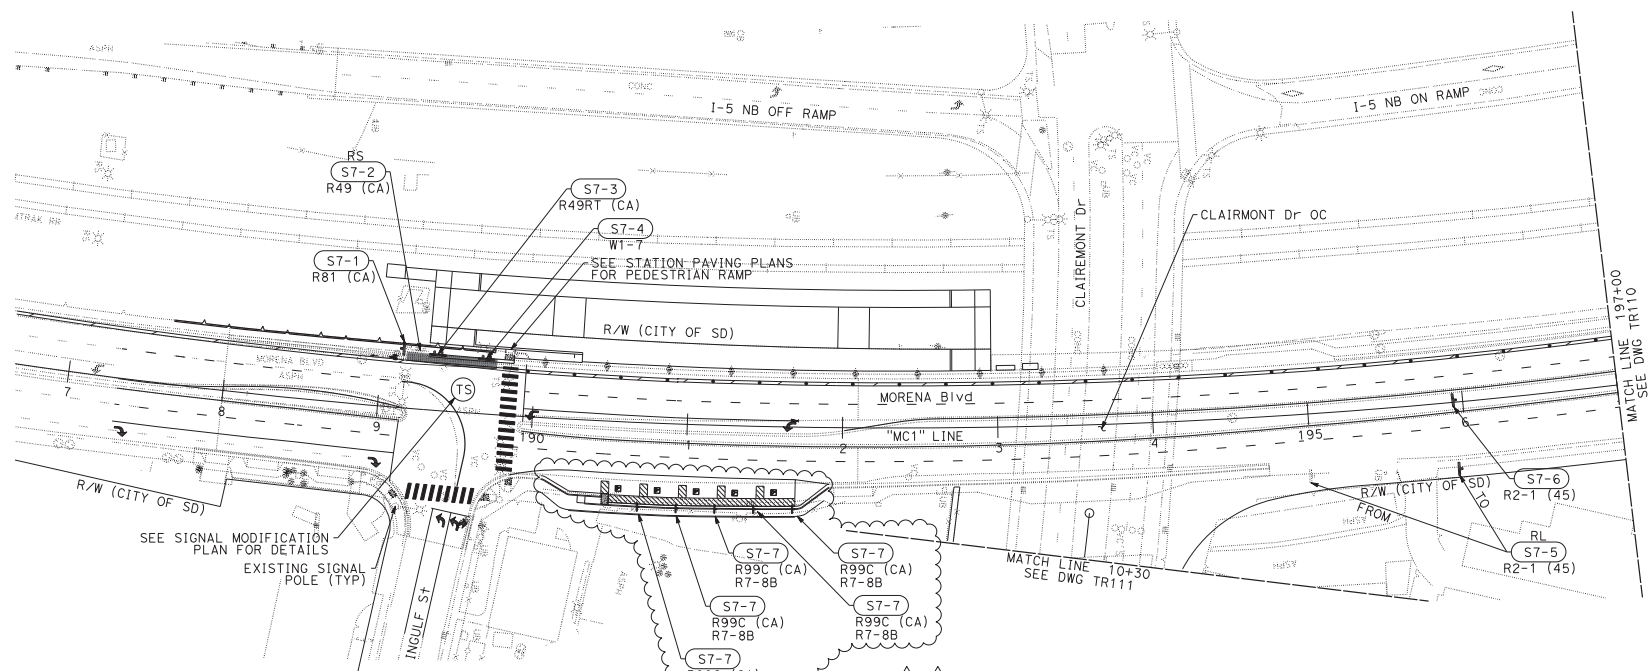 ASPH
CONC
I-5 NB OFF RAMP
I-5 NB ON RAMP
CONC
RS
S7-2
R49 (CA)
S7-3
R49RT (CA)
S7-4
W1-7
SEE STATION PAVING PLANS
FOR PEDESTRIAN RAMP
S7-1
R81 (CA)
CLAIREMONT Dr
CLAIRMONT Dr OC
R/W (CITY OF SD)
MORENA BLVD
ASPH
MORENA Blvd
"MC1" LINE
7
8
9
190
1
2
3
4
195
6
TS
MATCH LINE 197+00
SEE DWG TR110
R/W (CITY OF SD)
R/W (CITY OF SD)
S7-6
R2-1 (45)
FROM
TO
RL
S7-5
R2-1 (45)
SEE SIGNAL MODIFICATION
PLAN FOR DETAILS
EXISTING SIGNAL
POLE (TYP)
INGULF St
ASPH
ASPH
S7-7
R99C (CA)
R7-8B
S7-7
R99C (CA)
R7-8B
S7-7
R99C (CA)
R7-8B
S7-7
R99C (CA)
R7-8B
S7-7
MATCH LINE 10+30
SEE DWG TR111